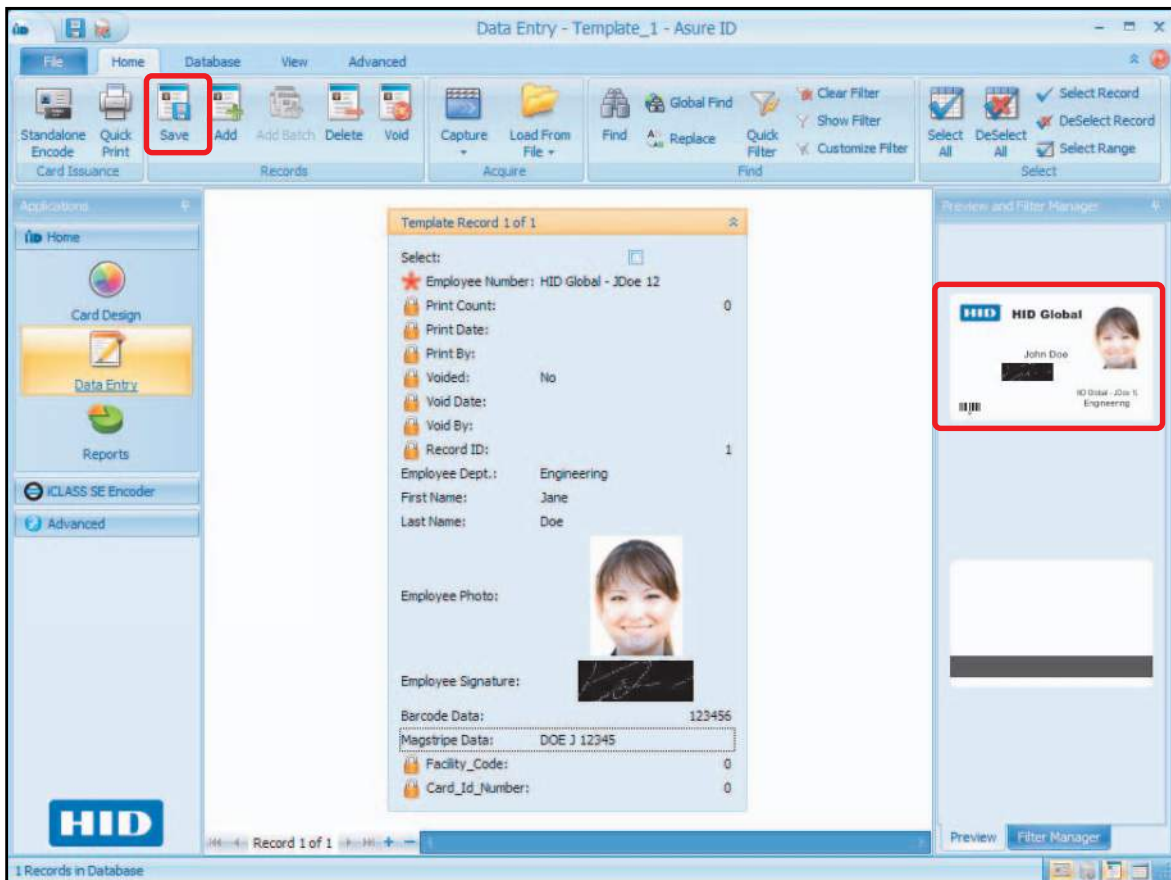 Data Entry - Template_1 - Asure ID
File Home Database View Advanced
Standalone Encode
Quick Print
Save
Add
Add Batch
Delete
Void
Capture
Load From File
Find
Global Find
Replace
Quick Filter
Clear Filter
Show Filter
Customize Filter
Select All
DeSelect All
Select Record
DeSelect Record
Select Range
Card Issuance Records Acquire Find Select
Applications
Home
Card Design
Data Entry
Reports
iCLASS SE Encoder
Advanced
HID
Template Record 1 of 1
Select:
Employee Number: HID Global - JDoe 12
Print Count: 0
Print Date:
Print By:
Voided: No
Void Date:
Void By:
Record ID: 1
Employee Dept.: Engineering
First Name: Jane
Last Name: Doe
Employee Photo:
Employee Signature:
Barcode Data: 123456
Magstripe Data: DOE J 12345
Facility_Code: 0
Card_Id_Number: 0
Record 1 of 1
Preview and Filter Manager
HID HID Global
John Doe
HID Global - JDoe
Engineering
Preview Filter Manager
1 Records in Database